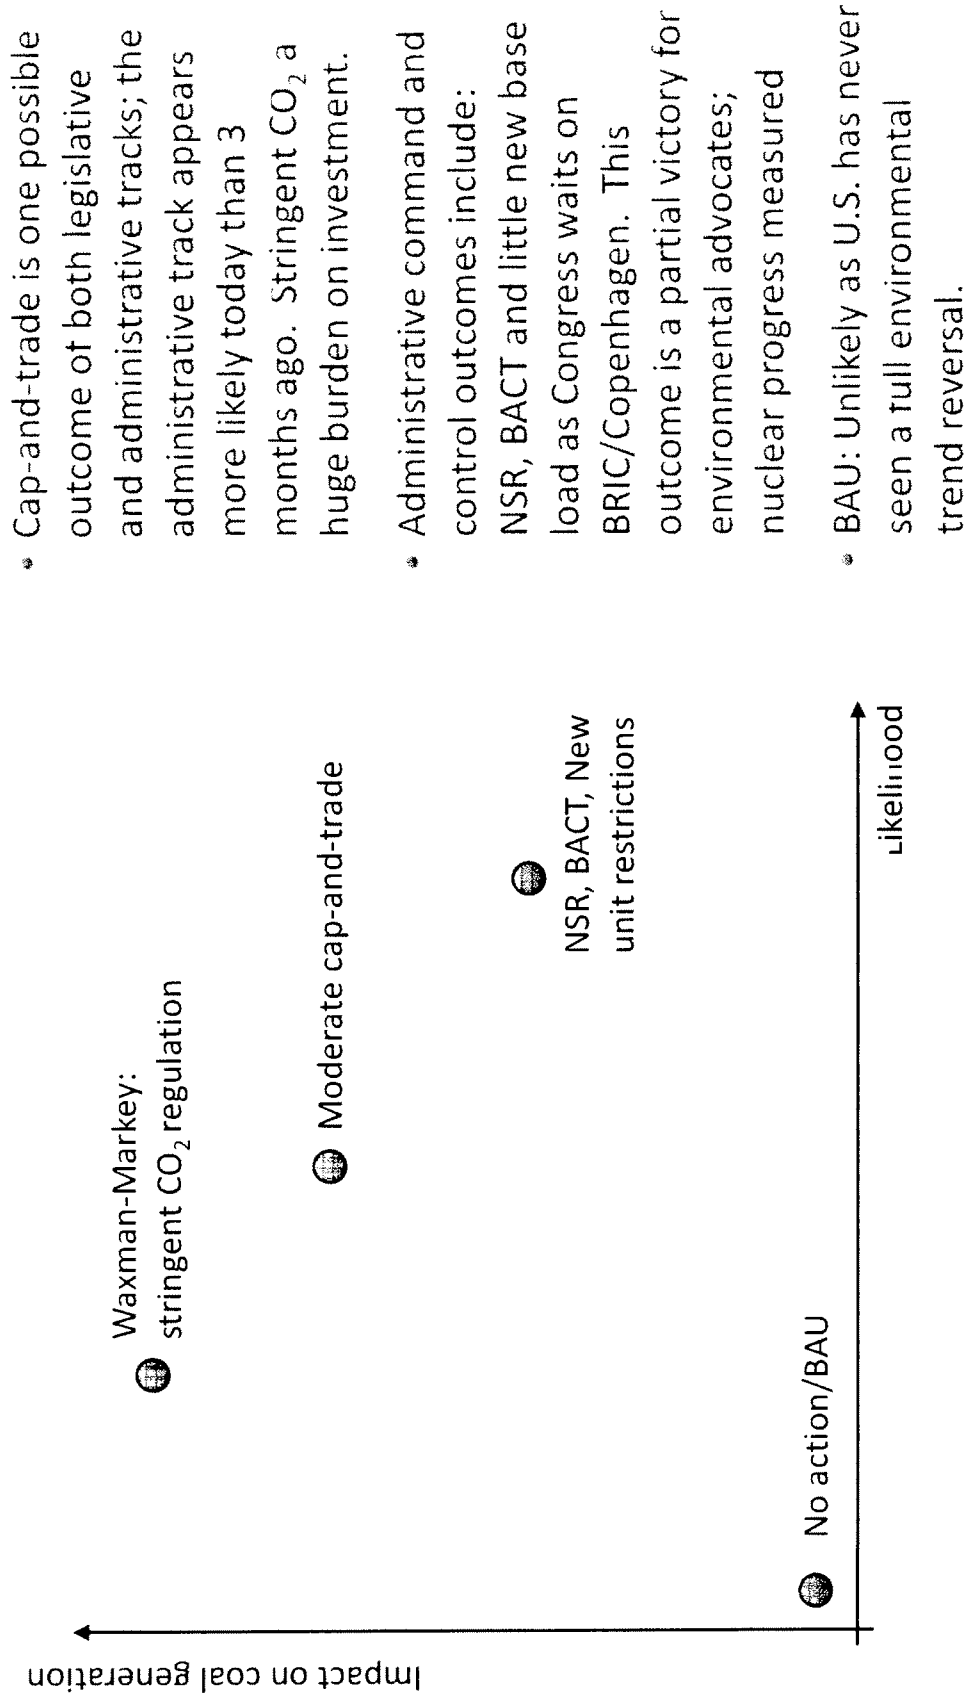 Impact on coal generation
Waxman-Markey:
stringent CO₂ regulation
Moderate cap-and-trade
NSR, BACT, New
unit restrictions
No action/BAU
Likelihood
• Cap-and-trade is one possible
outcome of both legislative
and administrative tracks; the
administrative track appears
more likely today than 3
months ago. Stringent CO₂ a
huge burden on investment.
• Administrative command and
control outcomes include:
NSR, BACT and little new base
load as Congress waits on
BRIC/Copenhagen. This
outcome is a partial victory for
environmental advocates;
nuclear progress measured
• BAU: Unlikely as U.S. has never
seen a full environmental
trend reversal.